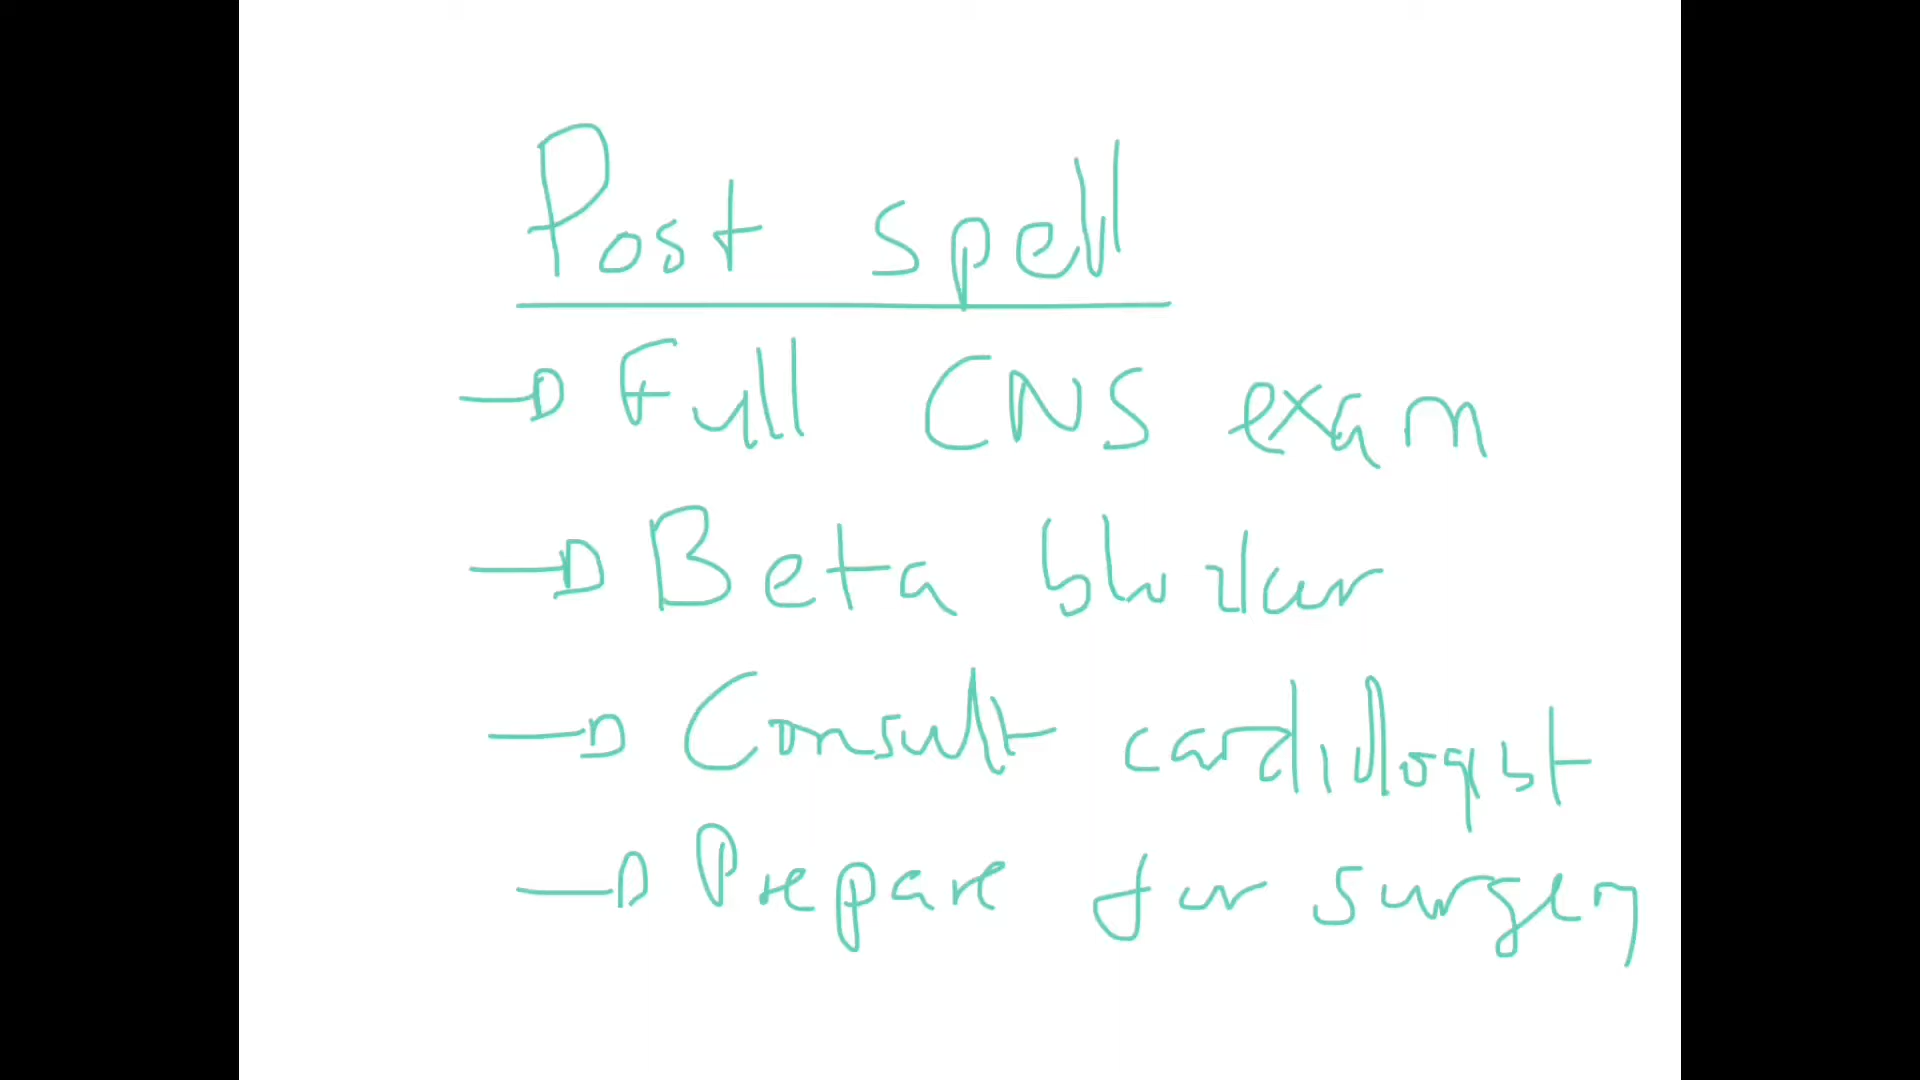 Post spell
→ Full CNS exam
→ Beta blocker
→ Consult cardiologist
→ Prepare for surgery